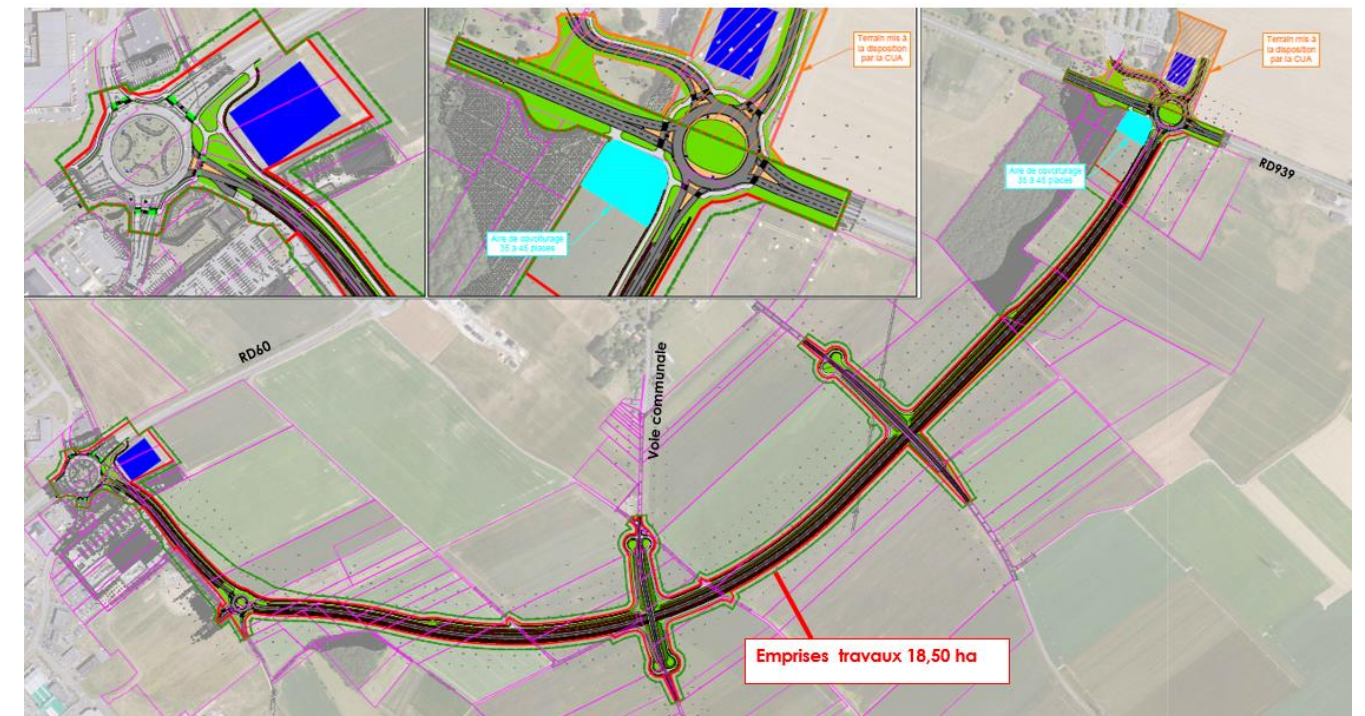 Terrain mis à
la disposition
par la CUA
Aire de covoiturage
35 à 45 places
Terrain mis à
la disposition
par la CUA
Aire de covoiturage
35 à 45 places
RD939
RD60
Voie communale
Emprises travaux 18,50 ha